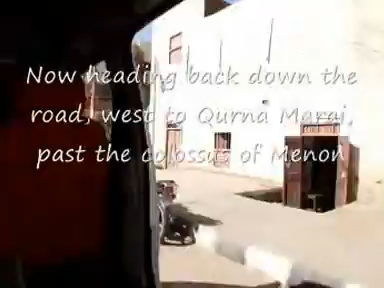 Now heading back down the
road, west to Qurna Marai,
past the colossus of Menon